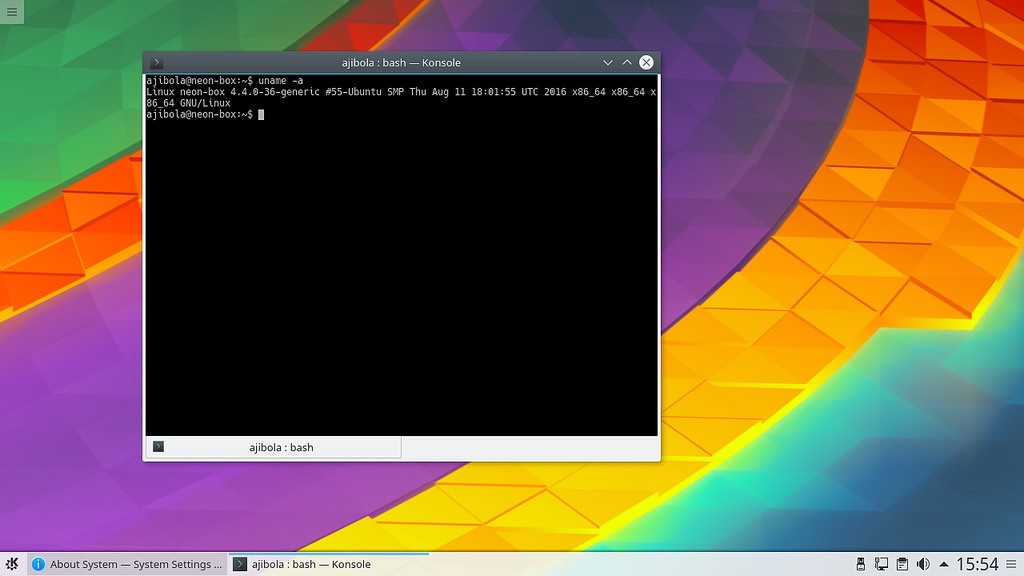 ajibola : bash — Konsole
ajibola@neon-box:~$ uname -a
Linux neon-box 4.4.0-36-generic #55-Ubuntu SMP Thu Aug 11 18:01:55 UTC 2016 x86_64 x86_64 x
86_64 GNU/Linux
ajibola@neon-box:~$
ajibola : bash
About System — System Settings ...
ajibola : bash — Konsole
15:54